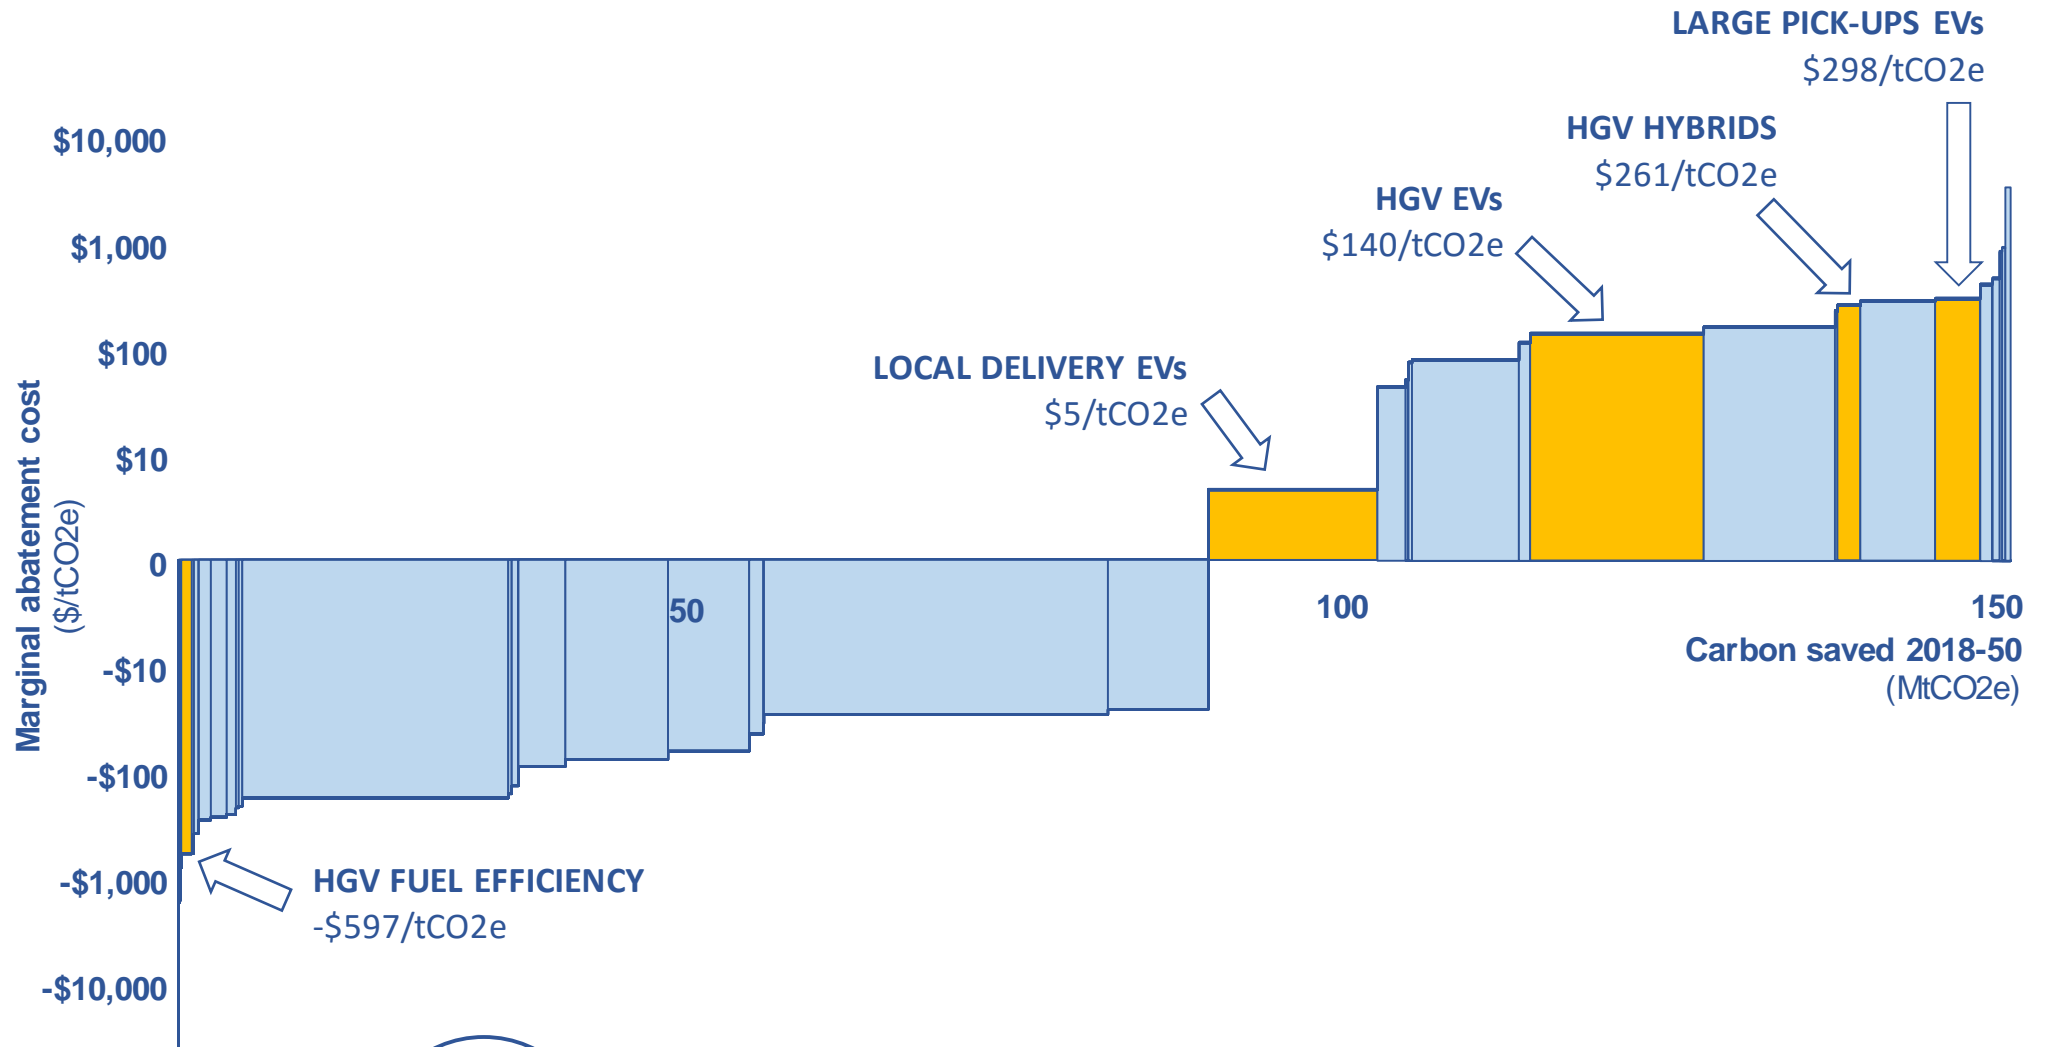 LARGE PICK-UPS EVs
$298/tCO2e
HGV HYBRIDS
$261/tCO2e
HGV EVs
$140/tCO2e
LOCAL DELIVERY EVs
$5/tCO2e
$10,000
$1,000
$100
$10
0
-$10
-$100
-$1,000
-$10,000
Marginal abatement cost
($/tCO2e)
50
100
150
Carbon saved 2018-50
(MtCO2e)
HGV FUEL EFFICIENCY
-$597/tCO2e